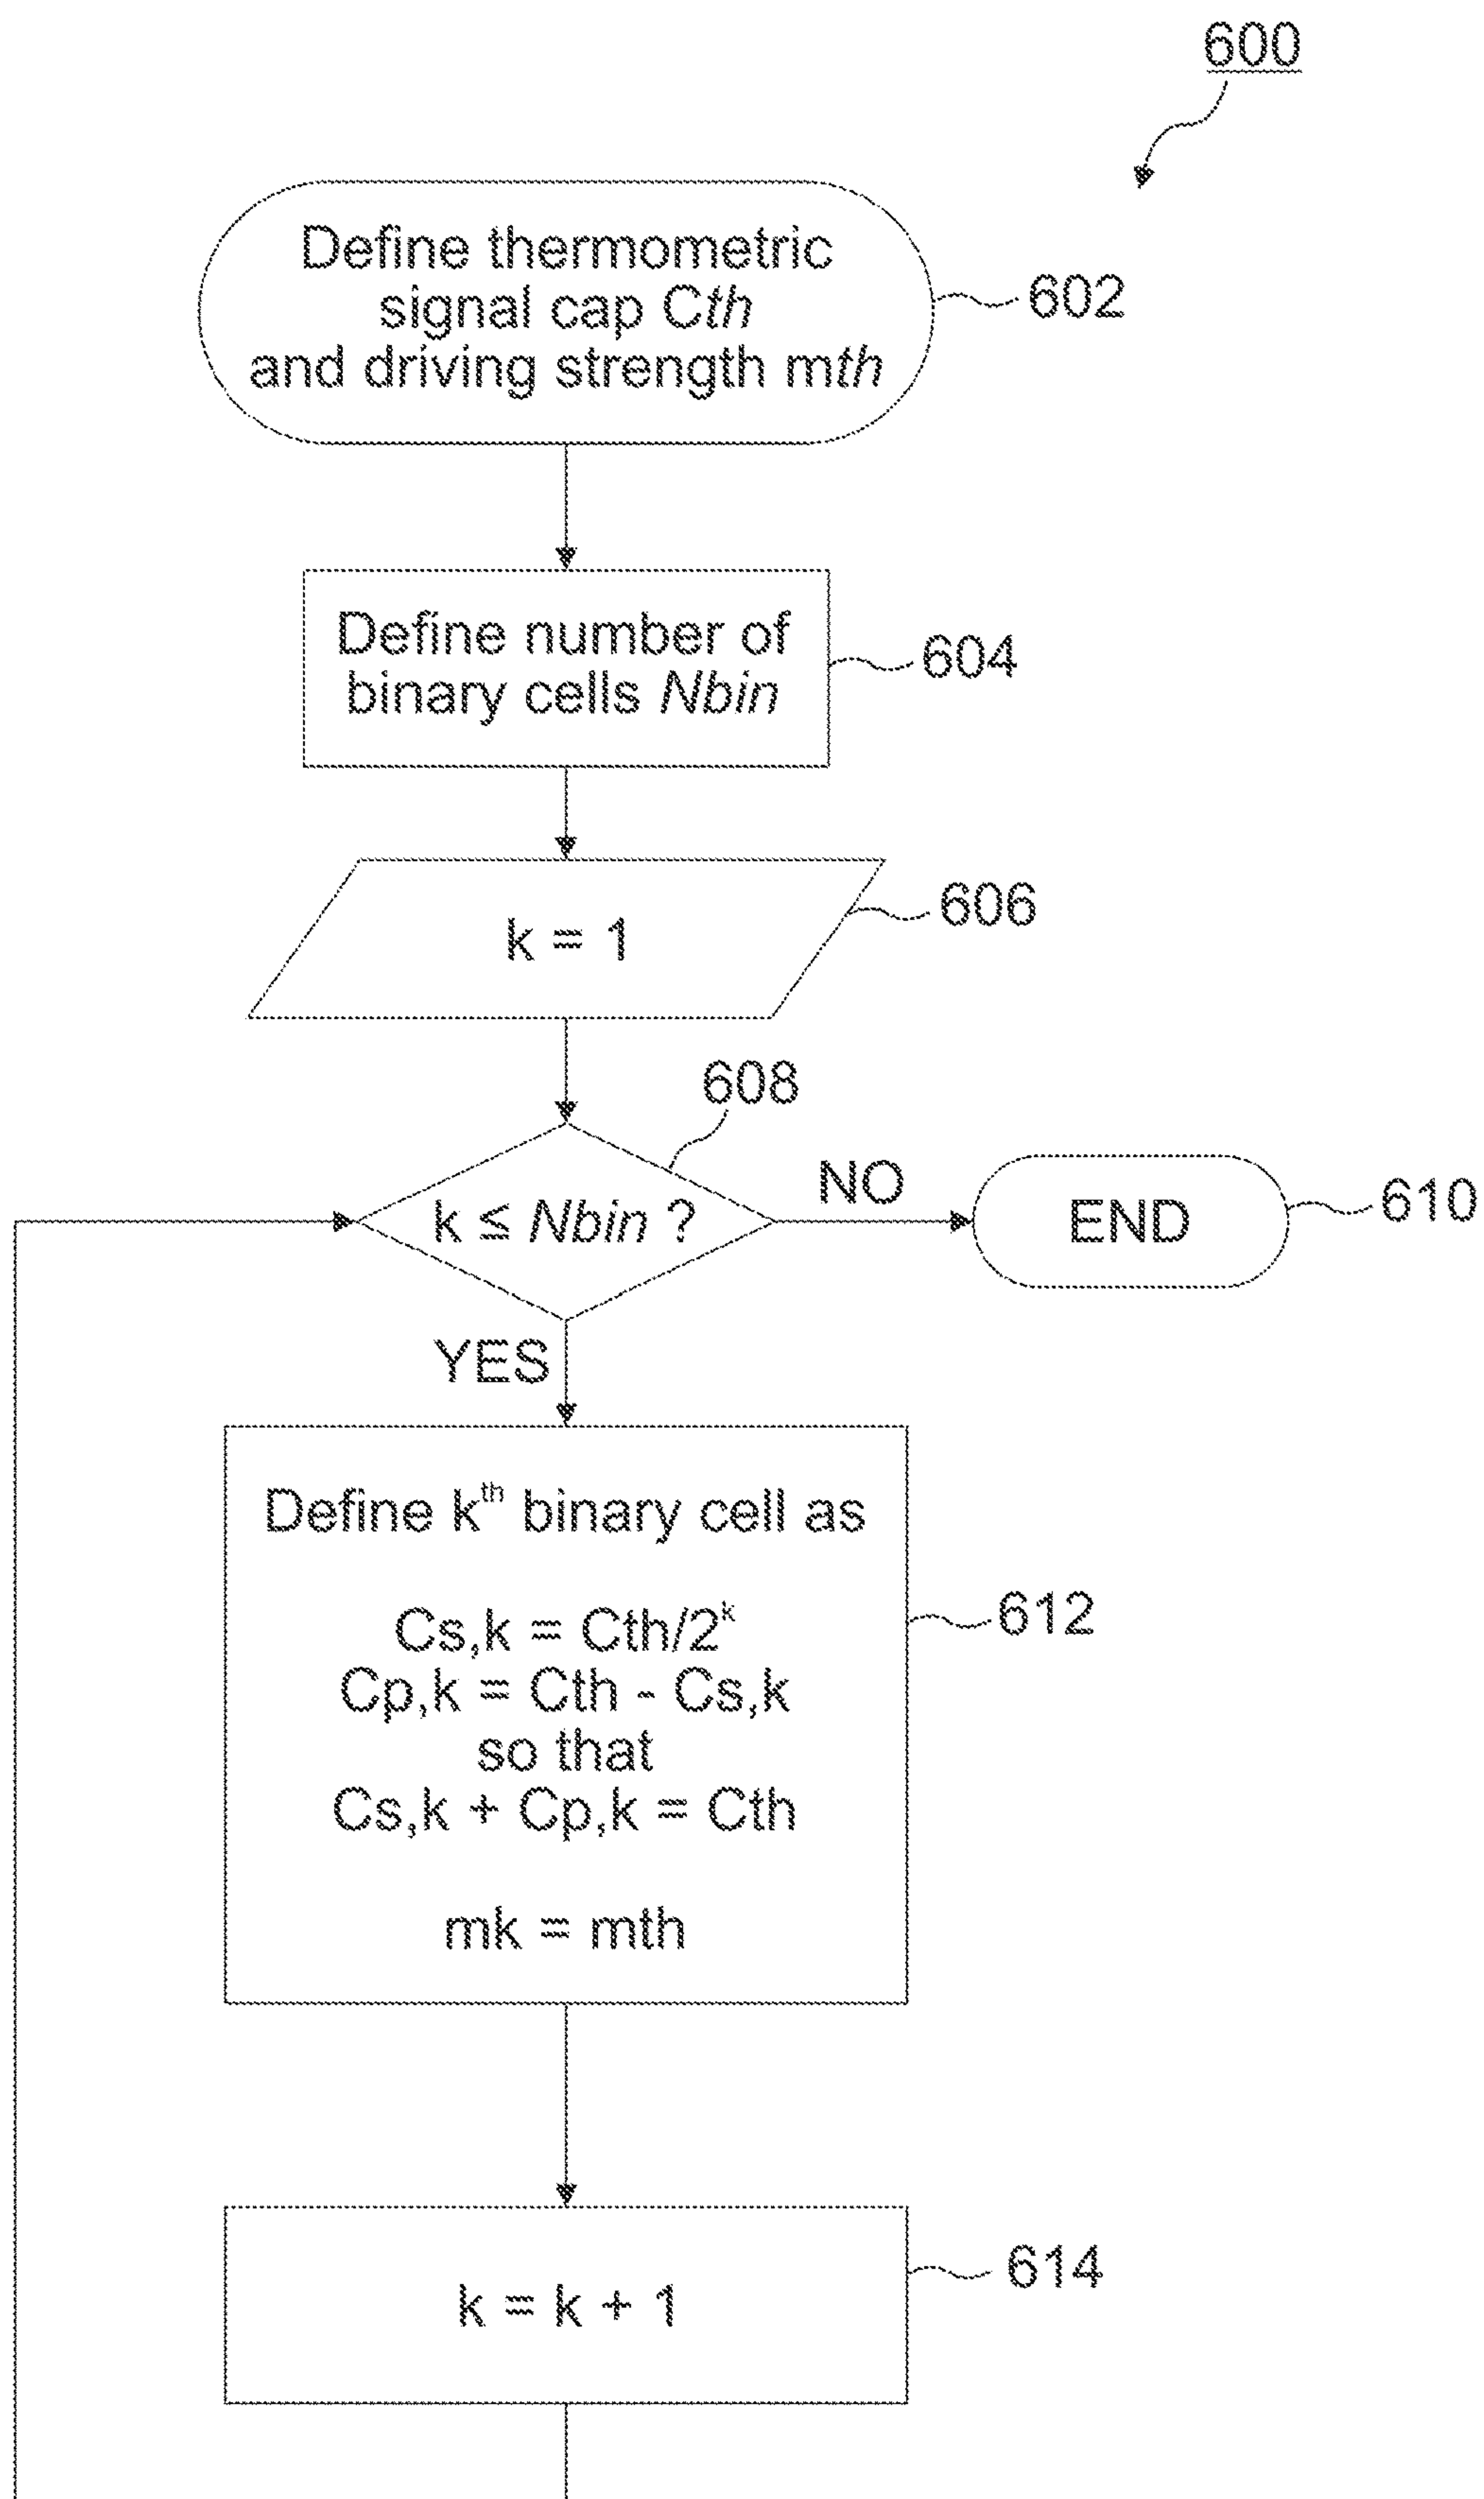 600
Define thermometric
signal cap Cth
and driving strength mth
602
Define number of
binary cells Nbin
604
k = 1
606
608
k ≤ Nbin ?
NO
END
610
YES
Define kth binary cell as
Cs,k = Cth/2^k
Cp,k = Cth - Cs,k
so that
Cs,k + Cp,k = Cth
mk = mth
612
k = k + 1
614